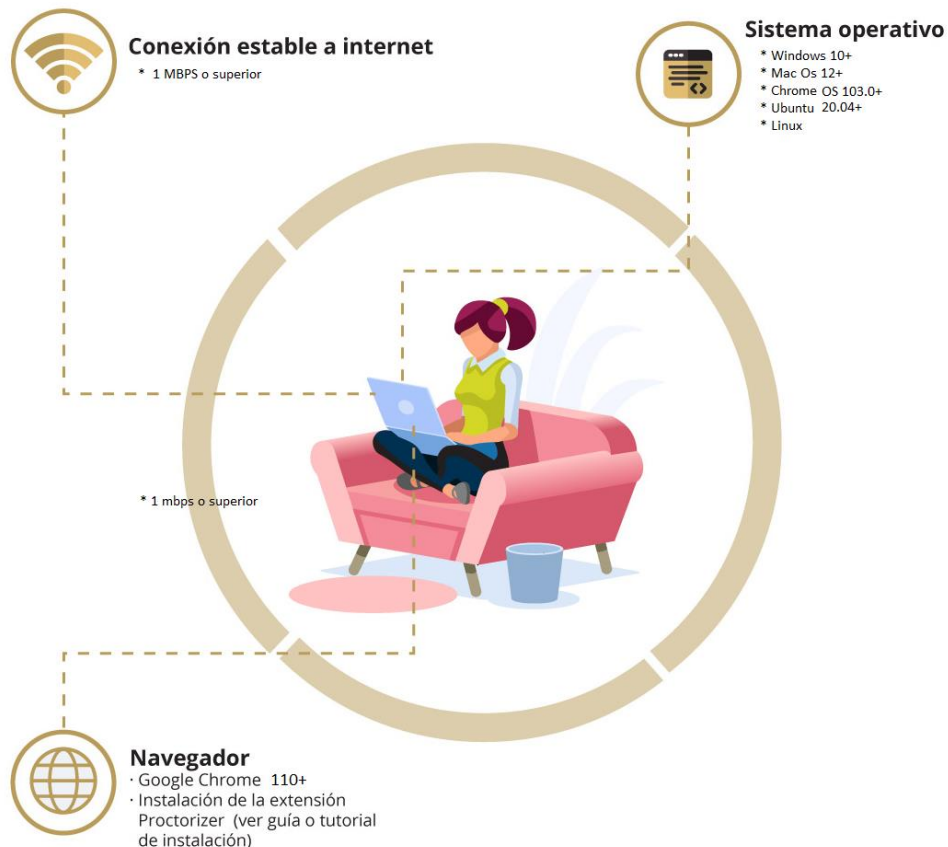 Conexión estable a internet
* 1 MBPS o superior
Sistema operativo
* Windows 10+
* Mac Os 12+
* Chrome OS 103.0+
* Ubuntu 20.04+
* Linux
* 1 mbps o superior
Navegador
· Google Chrome 110+
· Instalación de la extensión
Proctorizer (ver guía o tutorial
de instalación)